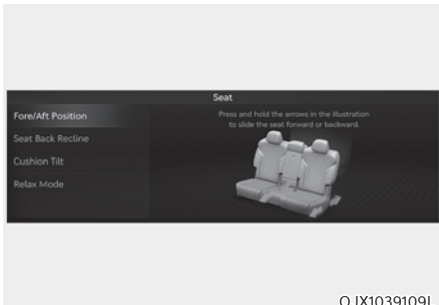 Seat
Fore/Aft Position
Press and hold the arrows in the illustration
to slide the seat forward or backward.
Seat Back Recline
Cushion Tilt
Relax Mode
OJX1039109L